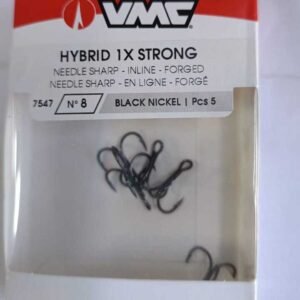 VMC
HYBRID 1X STRONG
NEEDLE SHARP - INLINE - FORGED
NEEDLE SHARP - EN LIGNE - FORGÉ
7547 N° 8 BLACK NICKEL | Pcs 5